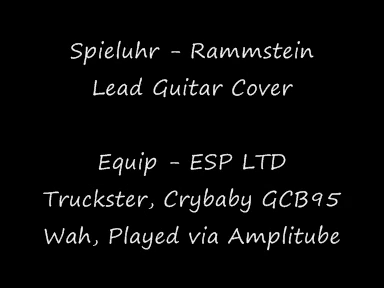 Spieluhr - Rammstein
Lead Guitar Cover
Equip - ESP LTD
Truckster, Crybaby GCB95
Wah, Played via Amplitube